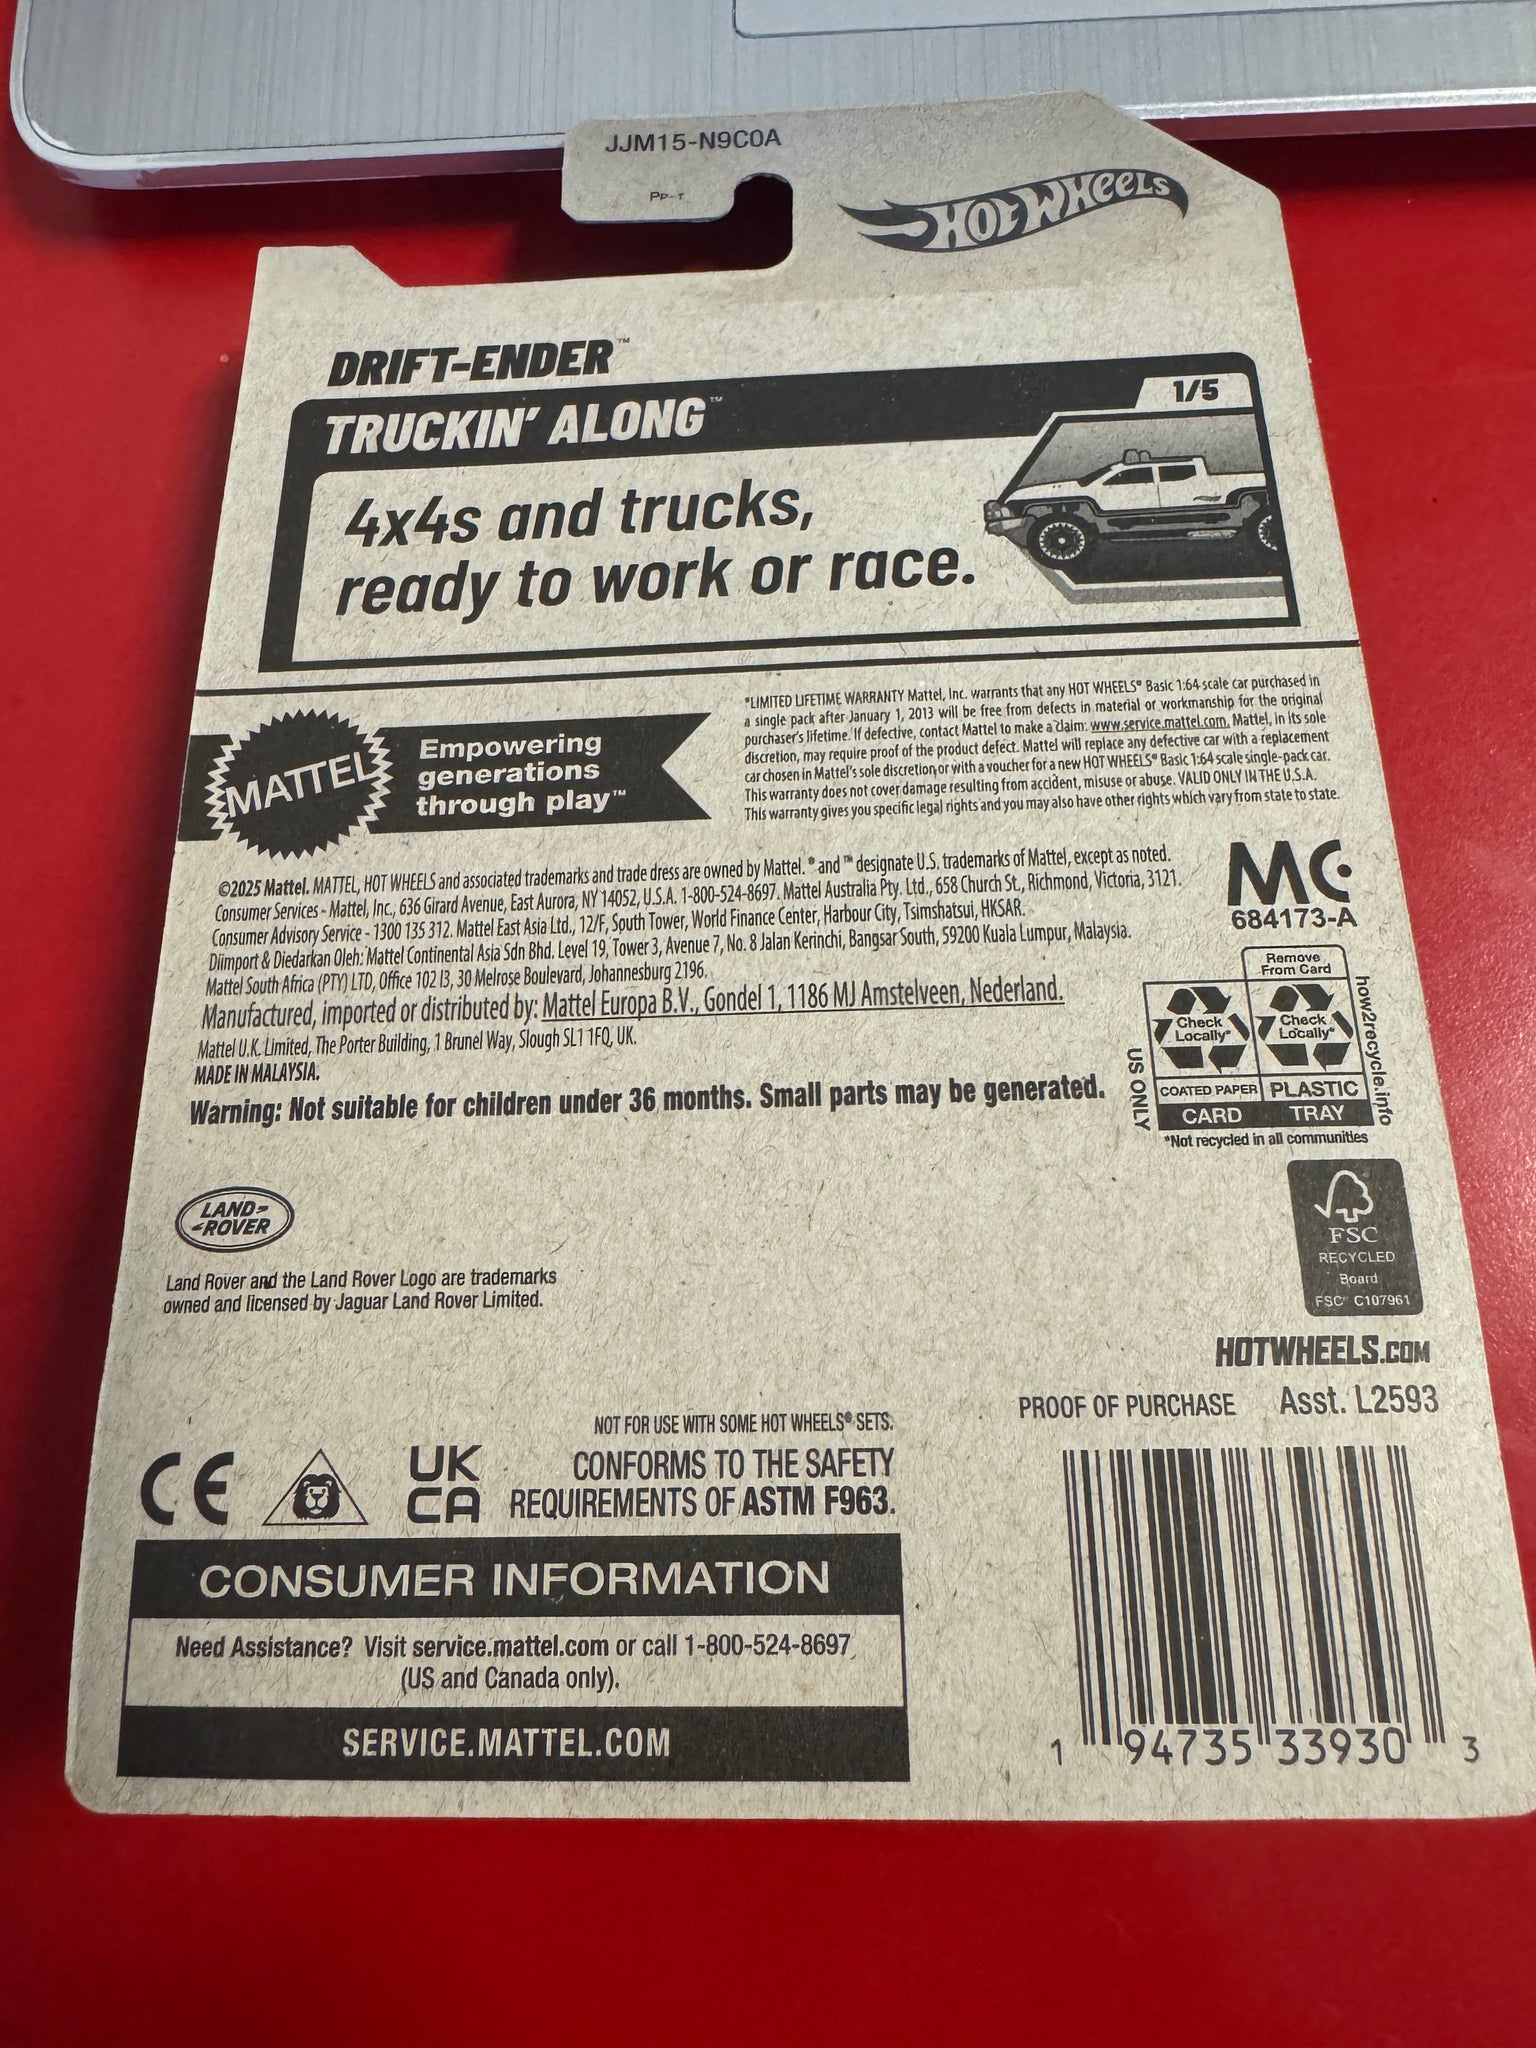 JJM15-N9C0A
HOT WHEELS
DRIFT-ENDER™
TRUCKIN' ALONG™
1/5
4x4s and trucks,
ready to work or race.
MATTEL
Empowering
generations
through play™
*LIMITED LIFETIME WARRANTY Mattel, Inc. warrants that any HOT WHEELS® Basic 1:64 scale car purchased in
a single pack after January 1, 2013 will be free from defects in material or workmanship for the original
purchaser's lifetime. If defective, contact Mattel to make a claim: www.service.mattel.com. Mattel, in its sole
discretion, may require proof of the product defect. Mattel will replace any defective car with a replacement
car chosen in Mattel's sole discretion or with a voucher for a new HOT WHEELS® Basic 1:64 scale single-pack car.
This warranty does not cover damage resulting from accident, misuse or abuse. VALID ONLY IN THE U.S.A.
This warranty gives you specific legal rights and you may also have other rights which vary from state to state.
©2025 Mattel. MATTEL, HOT WHEELS and associated trademarks and trade dress are owned by Mattel. ® and ™ designate U.S. trademarks of Mattel, except as noted.
Consumer Services - Mattel, Inc., 636 Girard Avenue, East Aurora, NY 14052, U.S.A. 1-800-524-8697. Mattel Australia Pty. Ltd., 658 Church St., Richmond, Victoria, 3121.
Consumer Advisory Service - 1300 135 312. Mattel East Asia Ltd., 12/F, South Tower, World Finance Center, Harbour City, Tsimshatsui, HKSAR.
Diimport & Diedarkan Oleh: Mattel Continental Asia Sdn Bhd. Level 19, Tower 3, Avenue 7, No. 8 Jalan Kerinchi, Bangsar South, 59200 Kuala Lumpur, Malaysia.
Mattel South Africa (PTY) LTD, Office 102 I3, 30 Melrose Boulevard, Johannesburg 2196.
Manufactured, imported or distributed by: Mattel Europa B.V., Gondel 1, 1186 MJ Amstelveen, Nederland.
Mattel U.K. Limited, The Porter Building, 1 Brunel Way, Slough SL1 1FQ, UK.
MADE IN MALAYSIA.
Warning: Not suitable for children under 36 months. Small parts may be generated.
MC
684173-A
Remove
From Card
Check
Locally*
Check
Locally*
COATED PAPER
PLASTIC
CARD
TRAY
US ONLY
how2recycle.info
*Not recycled in all communities
LAND-
-ROVER
Land Rover and the Land Rover Logo are trademarks
owned and licensed by Jaguar Land Rover Limited.
FSC
RECYCLED
Board
FSC® C107961
HOTWHEELS.COM
PROOF OF PURCHASE Asst. L2593
NOT FOR USE WITH SOME HOT WHEELS® SETS.
CE
UK
CA
CONFORMS TO THE SAFETY
REQUIREMENTS OF ASTM F963.
CONSUMER INFORMATION
Need Assistance? Visit service.mattel.com or call 1-800-524-8697
(US and Canada only).
SERVICE.MATTEL.COM
1 94735 33930 3